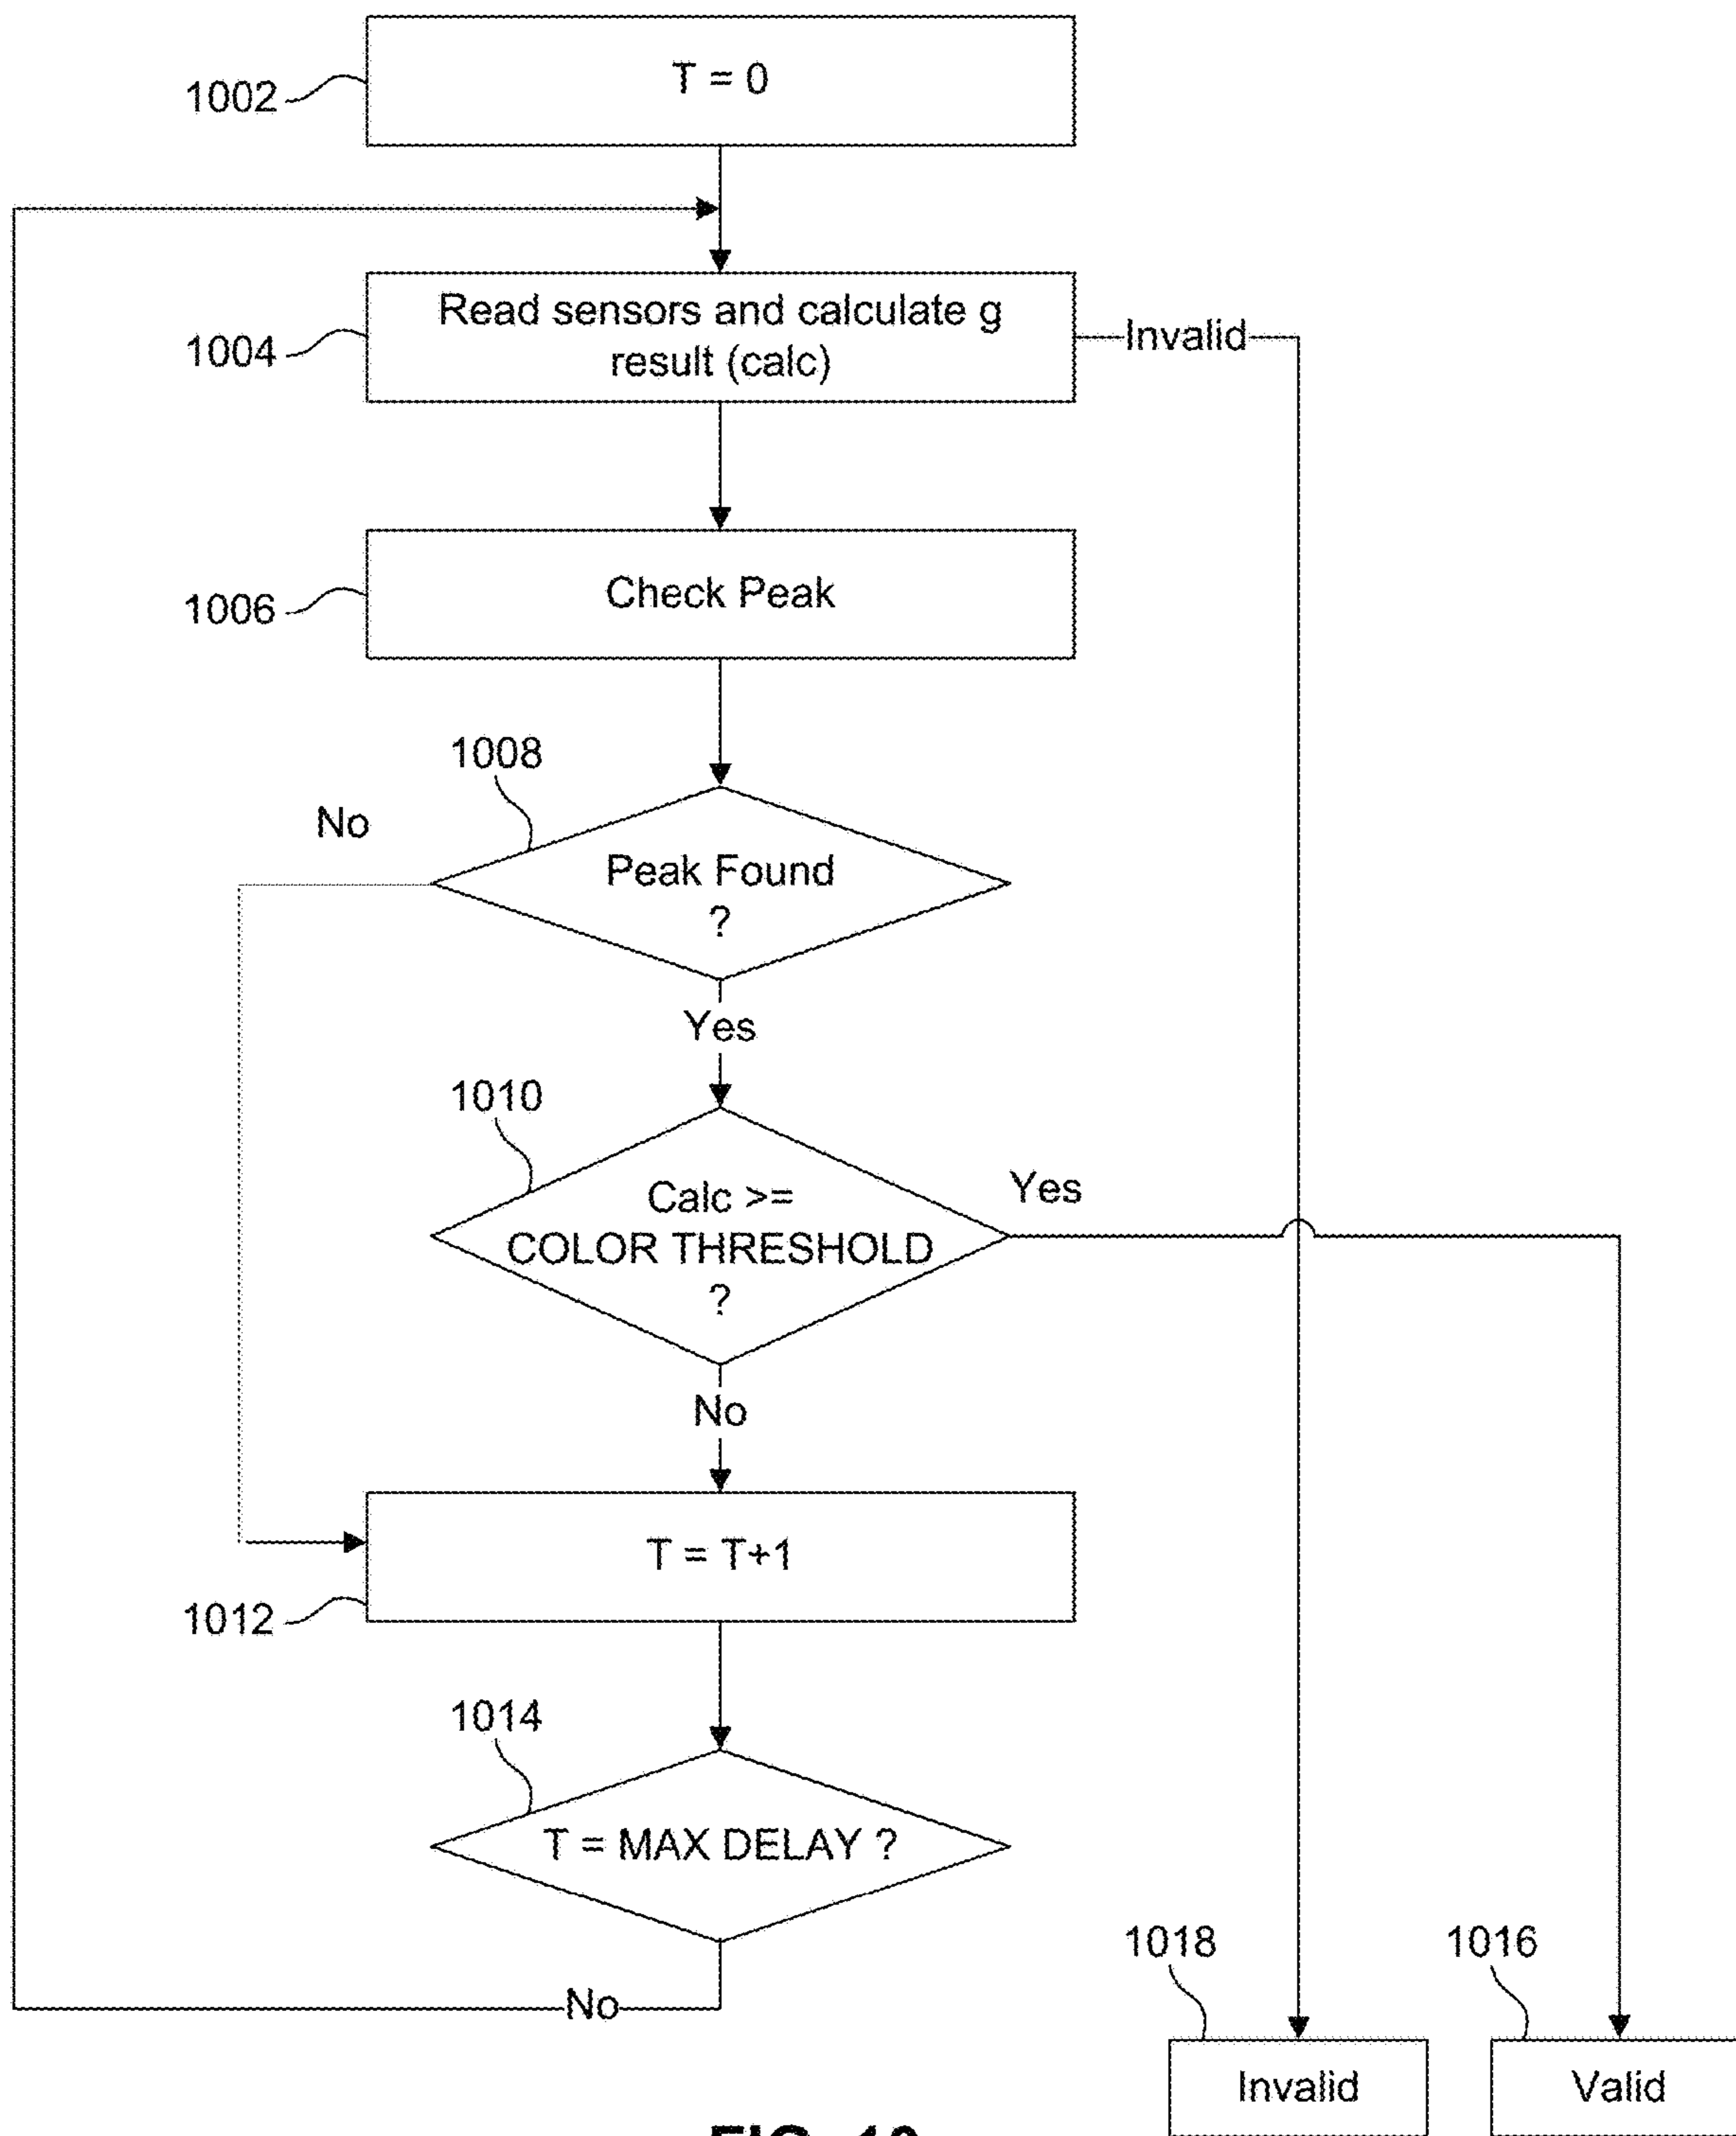 T = 0
1002
Read sensors and calculate g
result (calc)
1004
Invalid
Check Peak
1006
1008
No
Peak Found
?
Yes
1010
Calc >=
COLOR THRESHOLD
?
Yes
No
T = T+1
1012
1014
T = MAX DELAY ?
No
1018
1016
Invalid
Valid